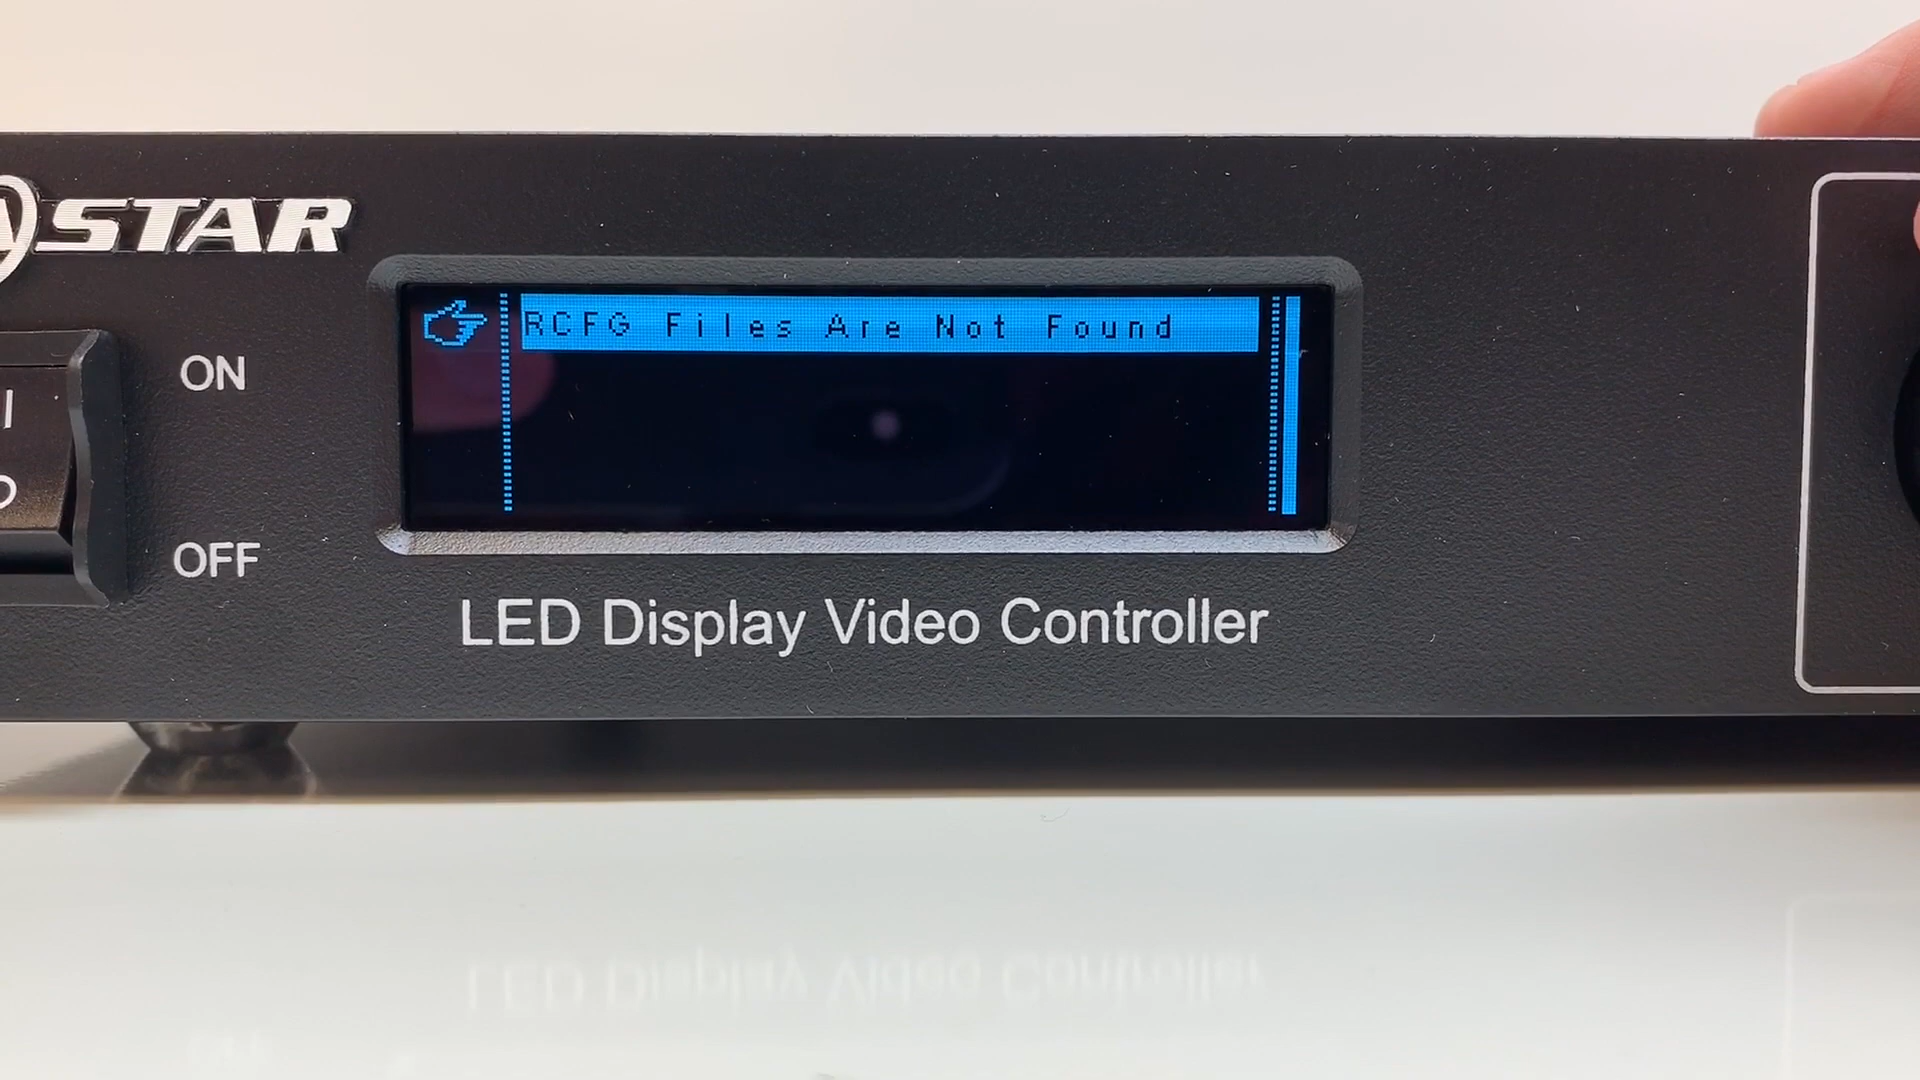 STAR
RCFG Files Are Not Found
ON
I
OFF
LED Display Video Controller